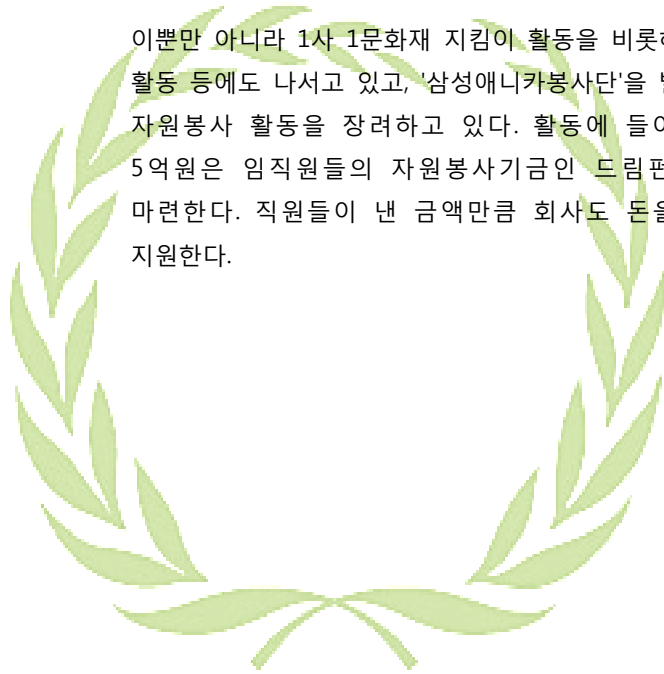 이뿐만 아니라 1사 1문화재 지킴이 활동을 비롯
활동 등에도 나서고 있고, '삼성애니카봉사단'을
자원봉사 활동을 장려하고 있다. 활동에 들어
5억원은 임직원들의 자원봉사기금인 드림펀
마련한다. 직원들이 낸 금액만큼 회사도 돈을
지원한다.